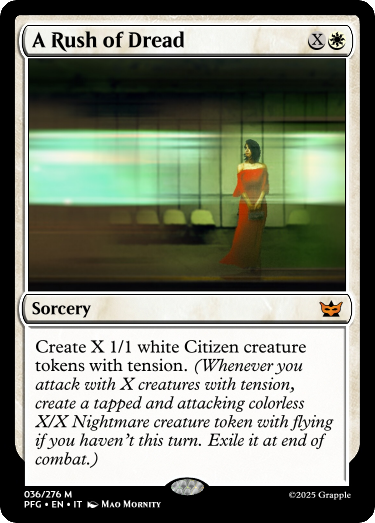 A Rush of Dread X
Sorcery
Create X 1/1 white Citizen creature
tokens with tension. (Whenever you
attack with X creatures with tension,
create a tapped and attacking colorless
X/X Nightmare creature token with flying
if you haven't this turn. Exile it at end of
combat.)
036/276 M
PFG • EN • IT Mao Mornity
©2025 Grapple